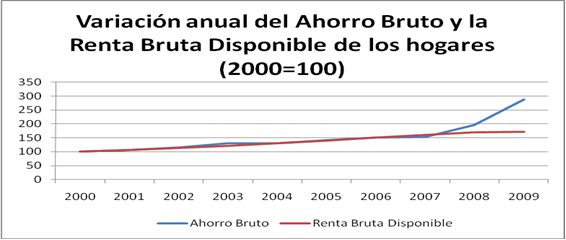 Variación anual del Ahorro Bruto y la
Renta Bruta Disponible de los hogares
(2000=100)
350
300
250
200
150
100
50
0
2000 2001 2002 2003 2004 2005 2006 2007 2008 2009
Ahorro Bruto Renta Bruta Disponible